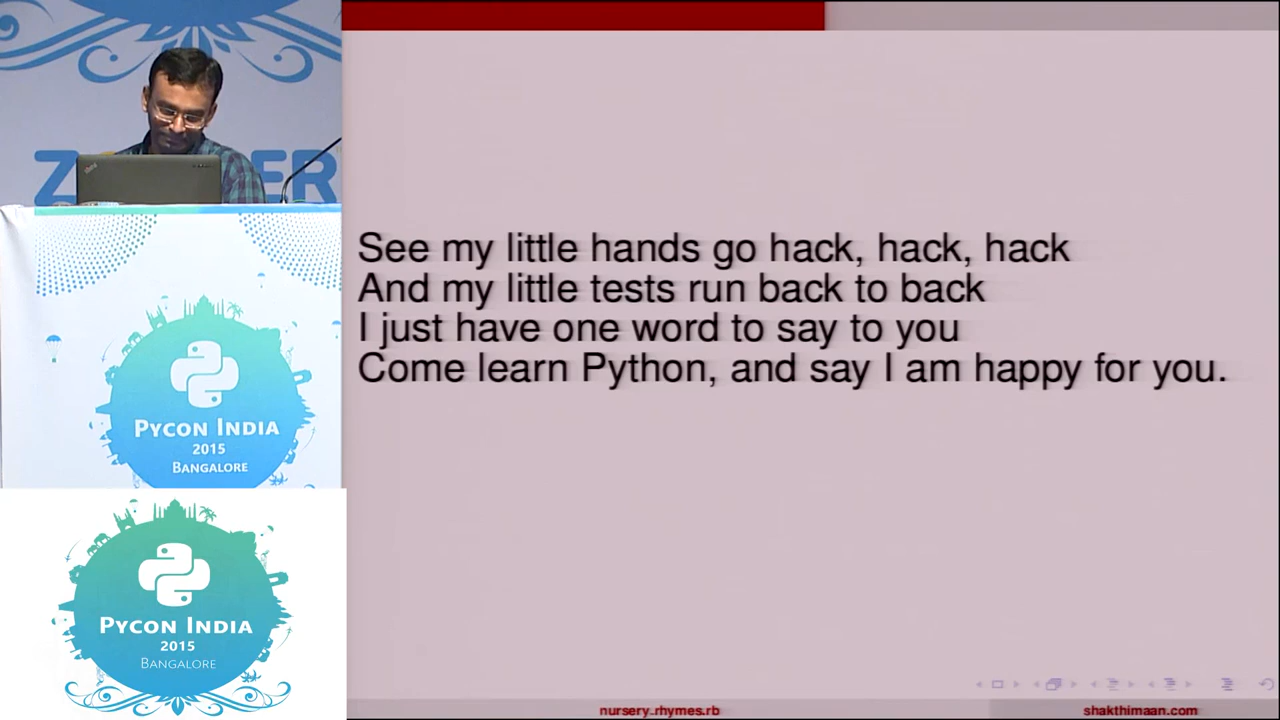 See my little hands go hack, hack, hack
And my little tests run back to back
I just have one word to say to you
Come learn Python, and say I am happy for you.
nursery_rhymes.rb
shakthimaan.com
PYCON INDIA
2015
BANGALORE
PYCON INDIA
2015
BANGALORE